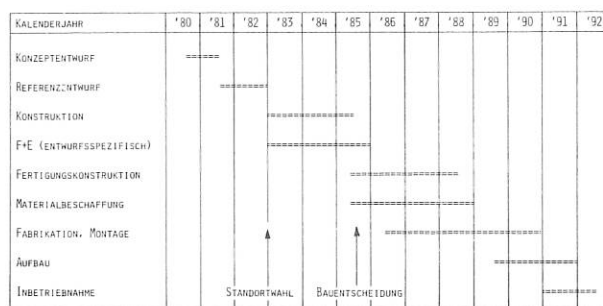 KALENDERJAHR '80 '81 '82 '83 '84 '85 '86 '87 '88 '89 '90 '91 '92
KONZEPTENTWURF
REFERENZENTWURF
KONSTRUKTION
F+E (ENTWURFSSPEZIFISCH)
FERTIGUNGSKONSTRUKTION
MATERIALBESCHAFFUNG
FABRIKATION, MONTAGE
AUFBAU
INBETRIEBNAHME STANDORTWAHL BAUENTSCHEIDUNG